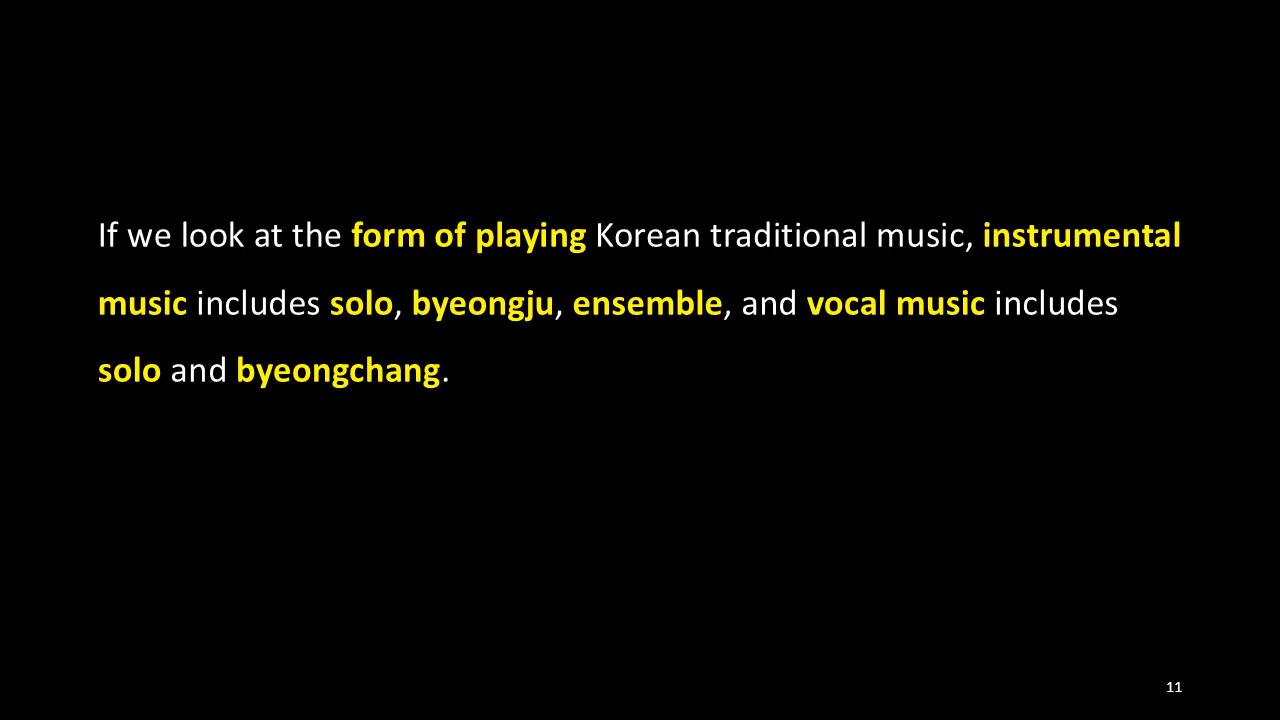 If we look at the form of playing Korean traditional music, instrumental
music includes solo, byeongju, ensemble, and vocal music includes
solo and byeongchang.
11